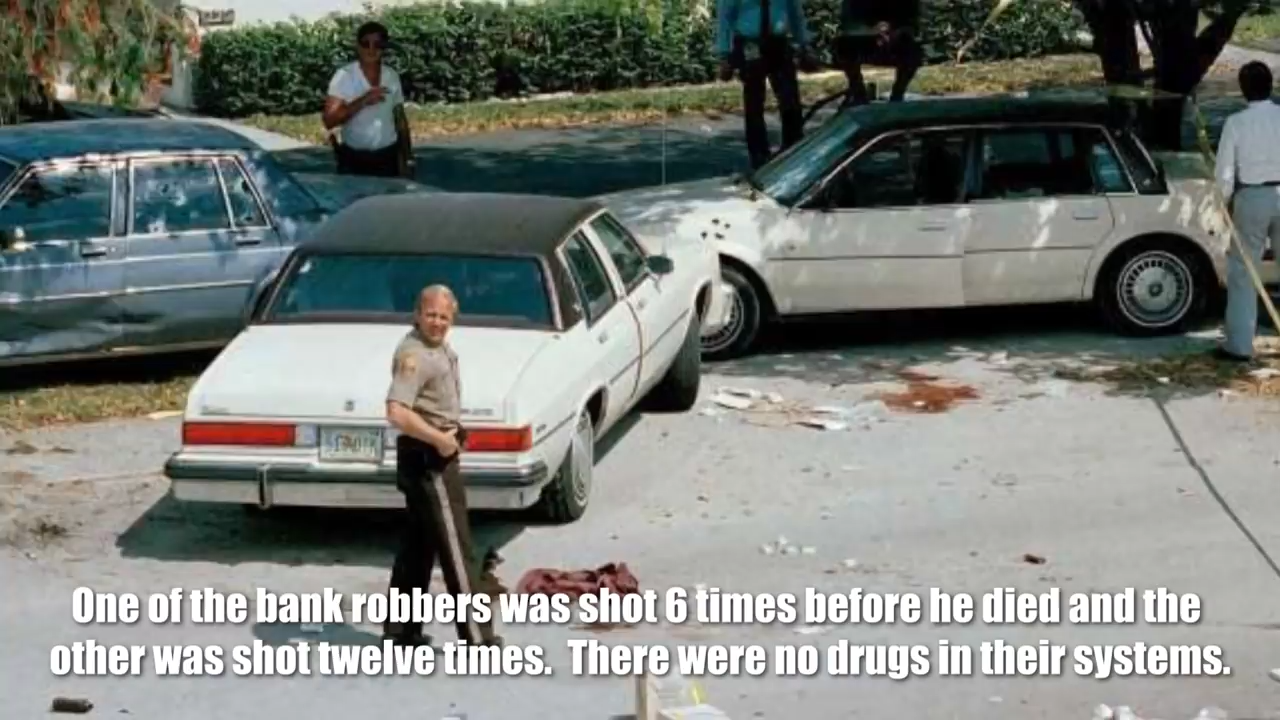 One of the bank robbers was shot 6 times before he died and the
other was shot twelve times.  There were no drugs in their systems.